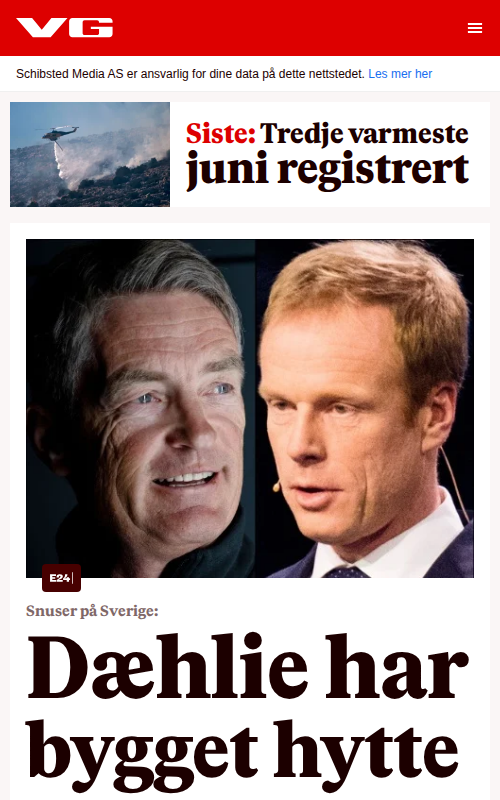 VG
Schibsted Media AS er ansvarlig for dine data på dette nettstedet. Les mer her
Siste: Tredje varmeste
juni registrert
E24
Snuser på Sverige:
Dæhlie har
bygget hytte